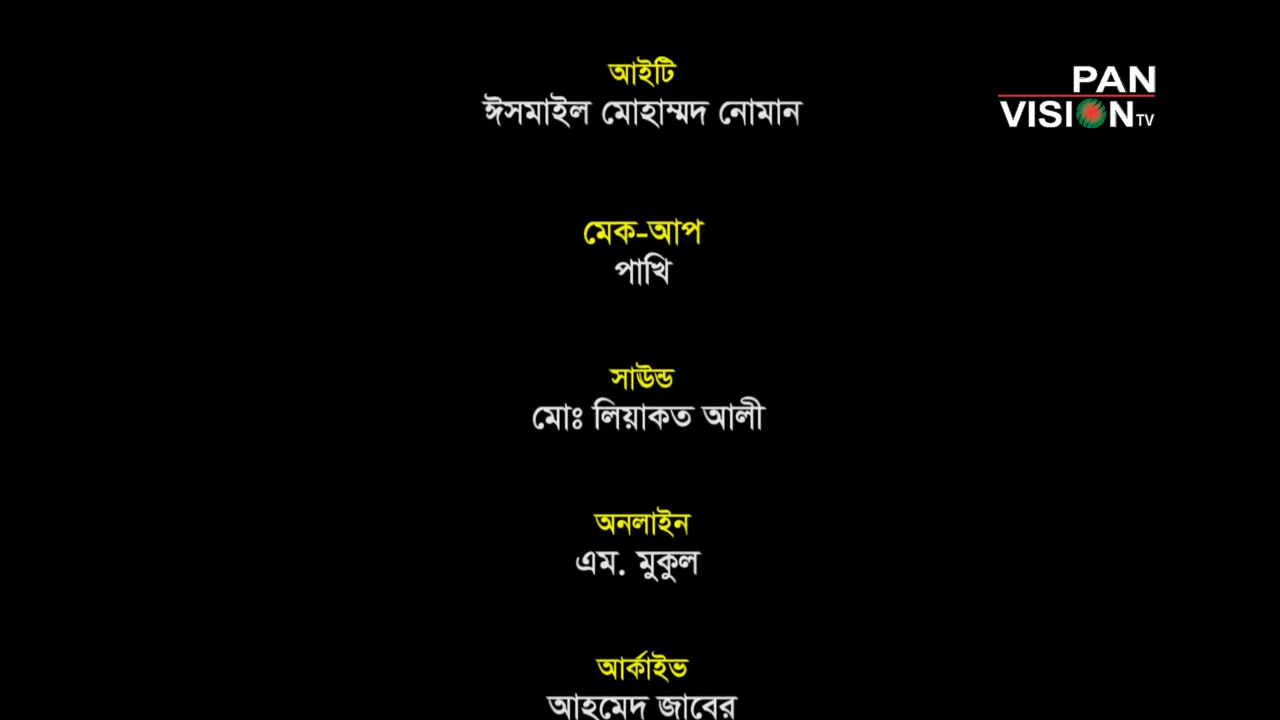 আইটি
ঈসমাইল মোহাম্মদ নোমান
PAN
VISION TV
মেক-আপ
পাখি
সাউন্ড
মোঃ লিয়াকত আলী
অনলাইন
এম. মুকুল
আর্কাইভ
আহমেদ জাবের